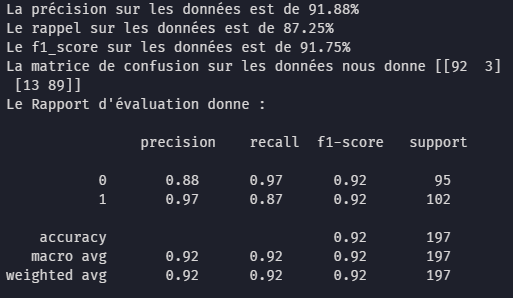 La précision sur les données est de 91.88%
Le rappel sur les données est de 87.25%
Le f1_score sur les données est de 91.75%
La matrice de confusion sur les données nous donne [[92  3]
 [13 89]]
Le Rapport d'évaluation donne :
precision    recall  f1-score   support
0       0.88      0.97      0.92        95
1       0.97      0.87      0.92       102
accuracy                           0.92       197
macro avg       0.92      0.92      0.92       197
weighted avg       0.92      0.92      0.92       197